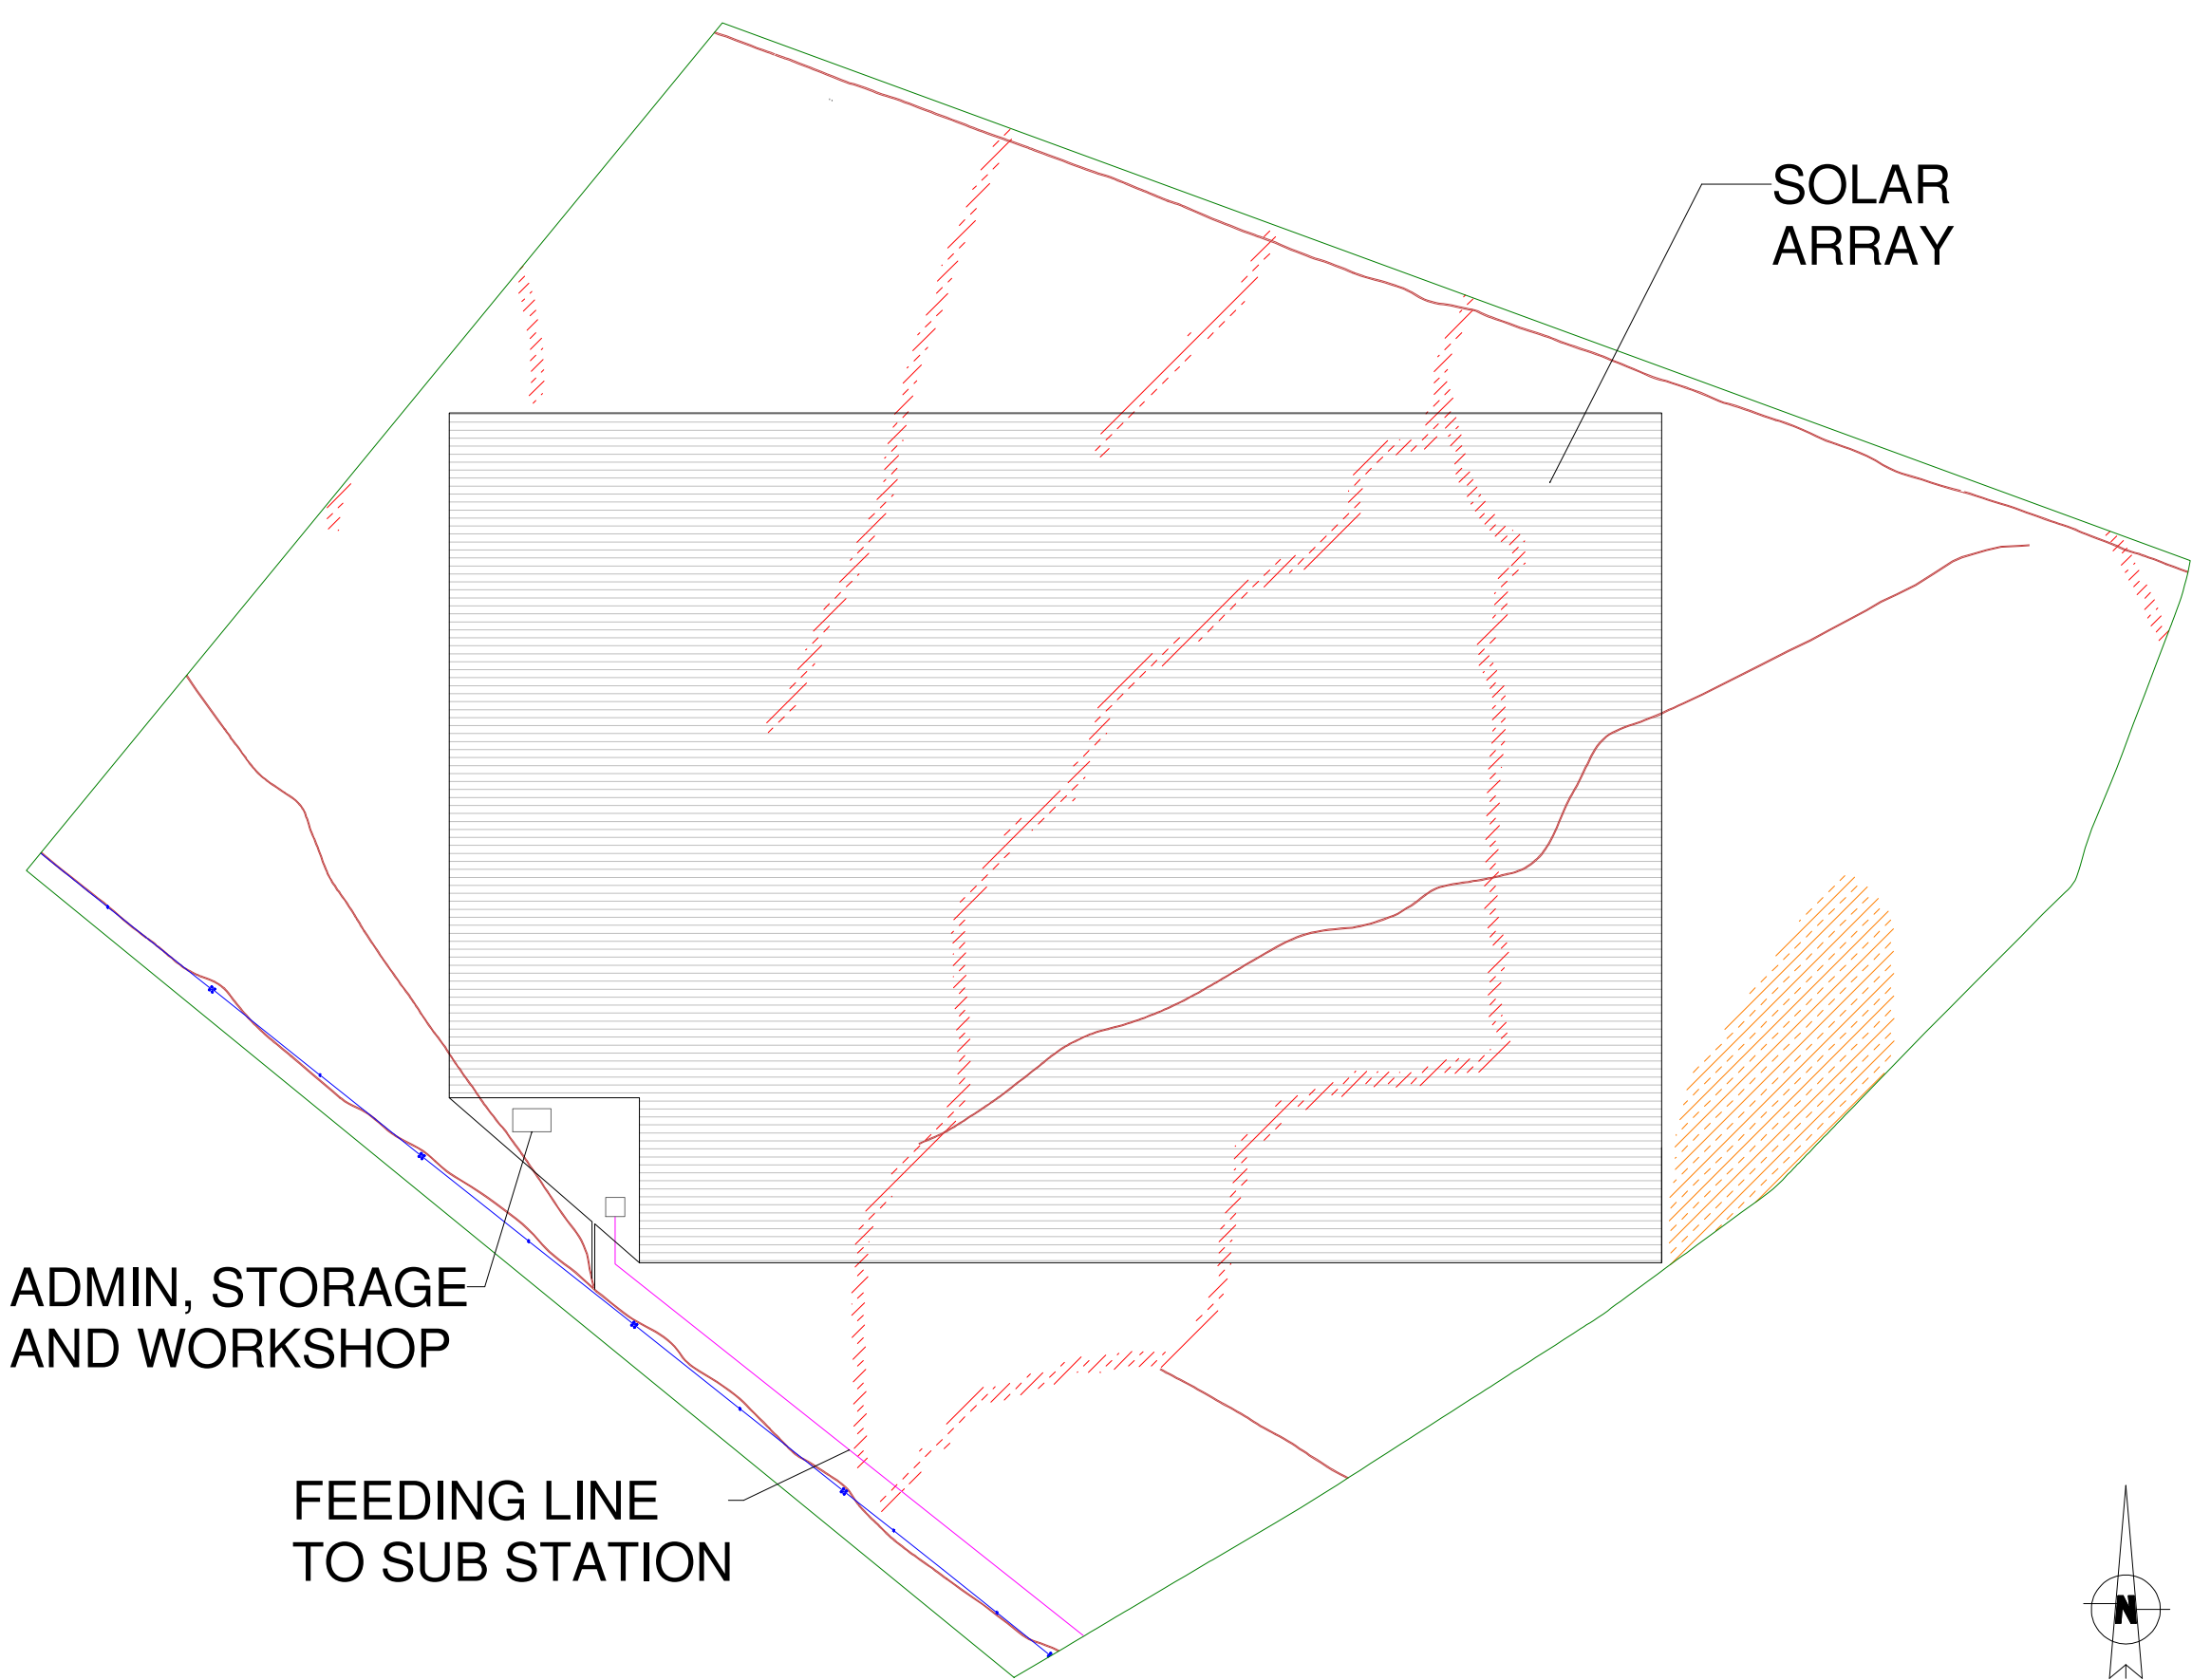 SOLAR
ARRAY
ADMIN, STORAGE
AND WORKSHOP
FEEDING LINE
TO SUB STATION
N